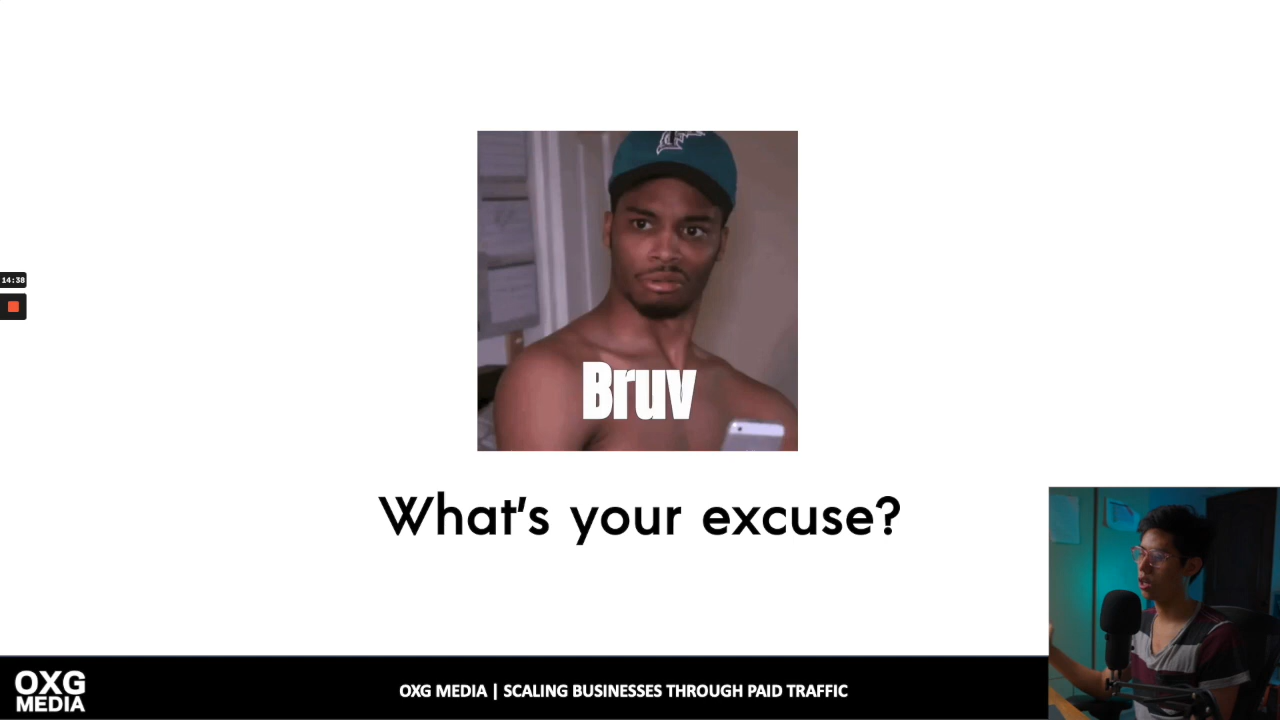 14:38
Bruv
What's your excuse?
OXG
MEDIA
OXG MEDIA | SCALING BUSINESSES THROUGH PAID TRAFFIC